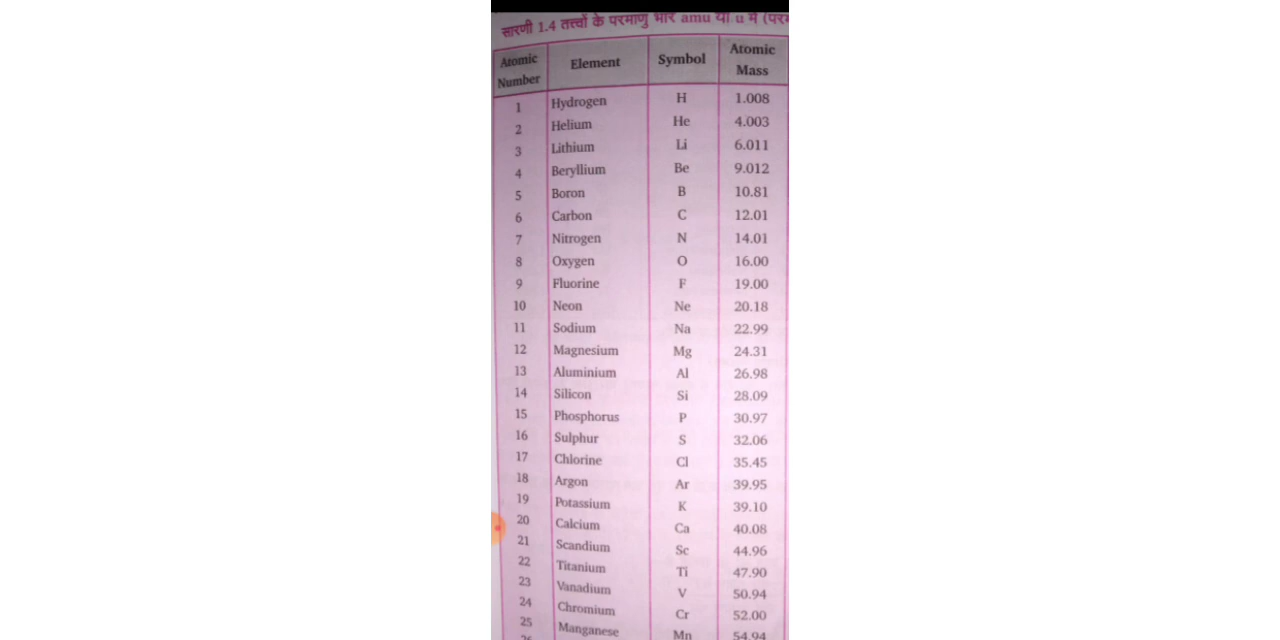 सारणी 1.4 तत्त्वों के परमाणु भार amu या u में
Atomic Number Element Symbol Atomic Mass
1 Hydrogen H 1.008
2 Helium He 4.003
3 Lithium Li 6.011
4 Beryllium Be 9.012
5 Boron B 10.81
6 Carbon C 12.01
7 Nitrogen N 14.01
8 Oxygen O 16.00
9 Fluorine F 19.00
10 Neon Ne 20.18
11 Sodium Na 22.99
12 Magnesium Mg 24.31
13 Aluminium Al 26.98
14 Silicon Si 28.09
15 Phosphorus P 30.97
16 Sulphur S 32.06
17 Chlorine Cl 35.45
18 Argon Ar 39.95
19 Potassium K 39.10
20 Calcium Ca 40.08
21 Scandium Sc 44.96
22 Titanium Ti 47.90
23 Vanadium V 50.94
24 Chromium Cr 52.00
25 Manganese Mn 54.94